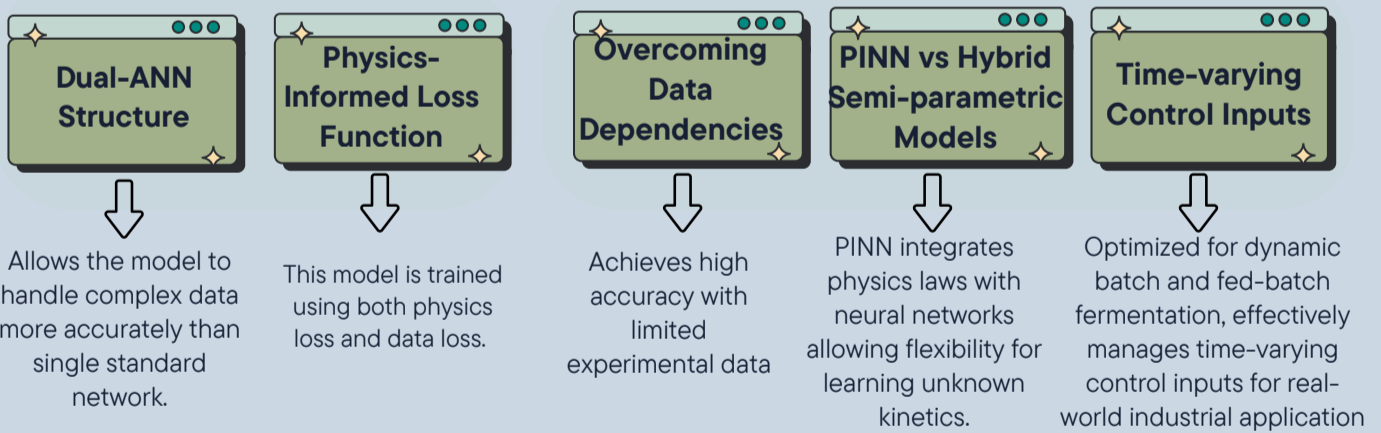 Dual-ANN
Structure
Allows the model to
handle complex data
more accurately than
single standard
network.
Physics-
Informed Loss
Function
This model is trained
using both physics
loss and data loss.
Overcoming
Data
Dependencies
Achieves high
accuracy with
limited
experimental data
PINN vs Hybrid
Semi-parametric
Models
PINN integrates
physics laws with
neural networks
allowing flexibility for
learning unknown
kinetics.
Time-varying
Control Inputs
Optimized for dynamic
batch and fed-batch
fermentation, effectively
manages time-varying
control inputs for real-
world industrial application